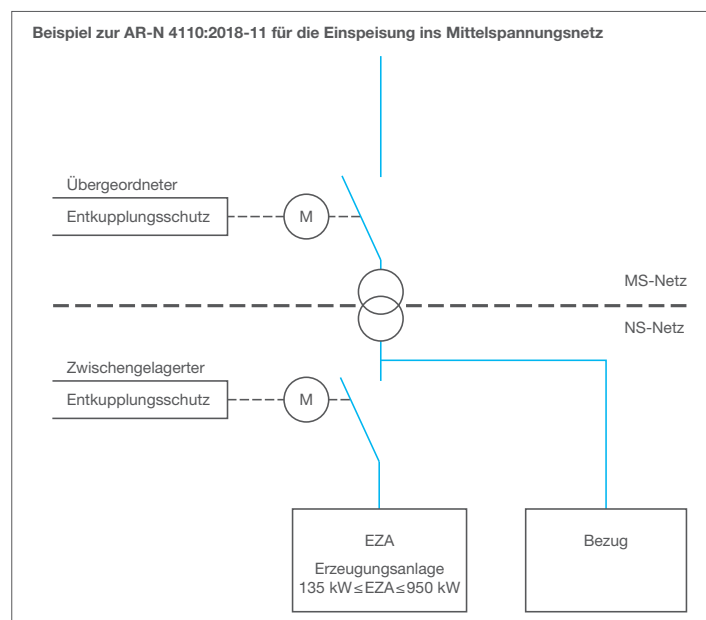 Beispiel zur AR-N 4110:2018-11 für die Einspeisung ins Mittelspannungsnetz
Übergeordneter
Entkupplungsschutz
M
MS-Netz
NS-Netz
Zwischengelagerter
Entkupplungsschutz
M
EZA
Erzeugungsanlage
135 kW≤EZA≤950 kW
Bezug